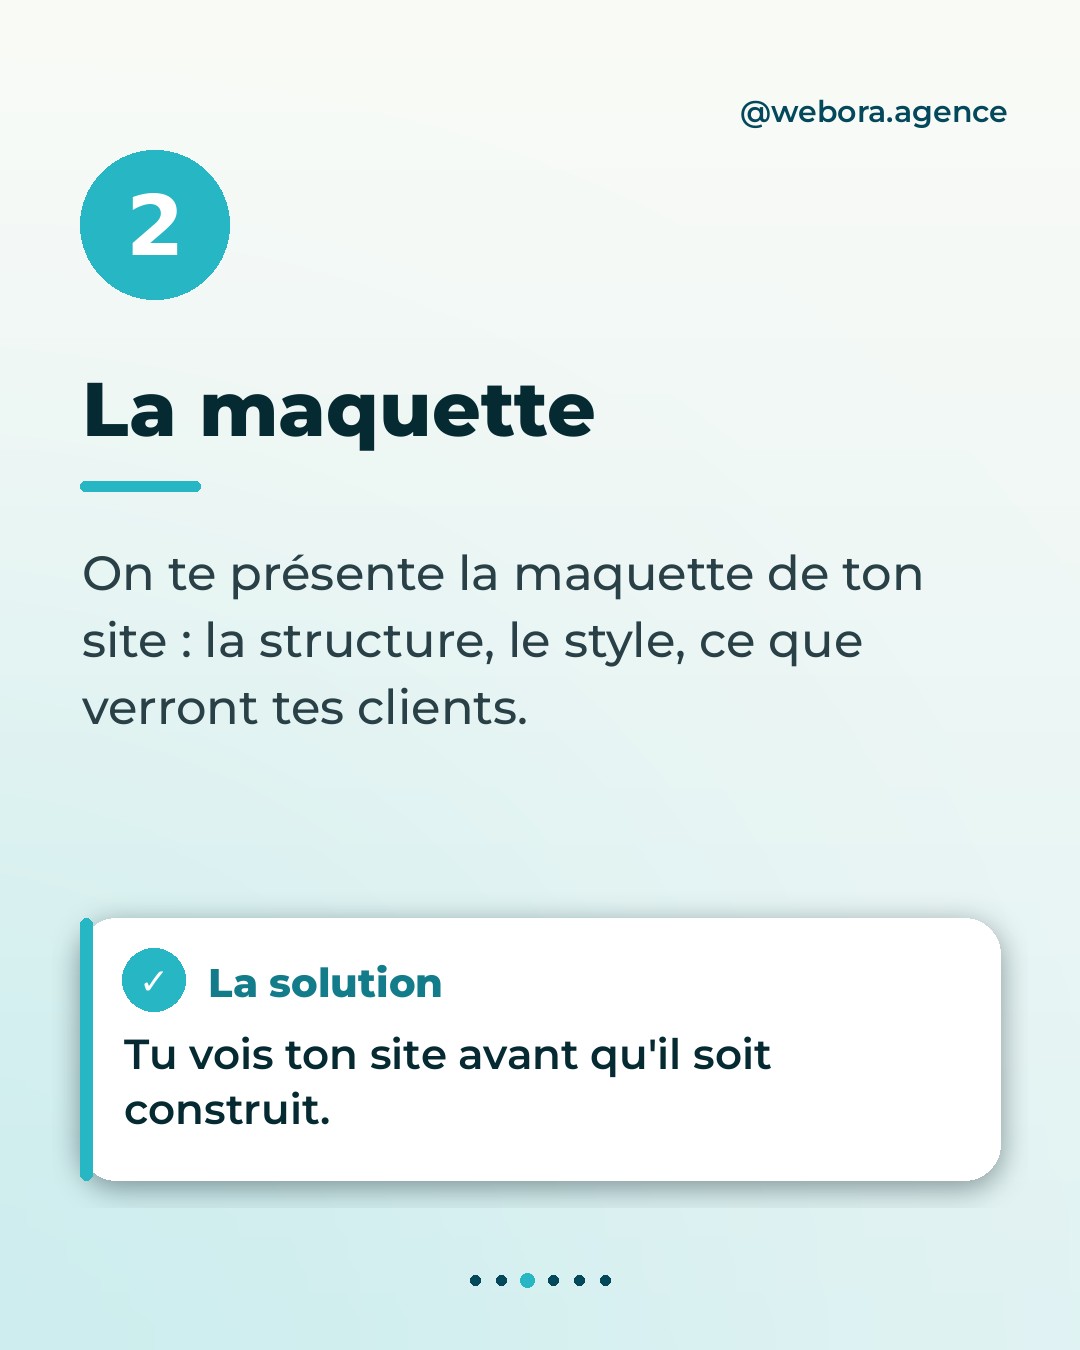 @webora.agence
2
La maquette
On te présente la maquette de ton
site : la structure, le style, ce que
verront tes clients.
✓ La solution
Tu vois ton site avant qu'il soit
construit.